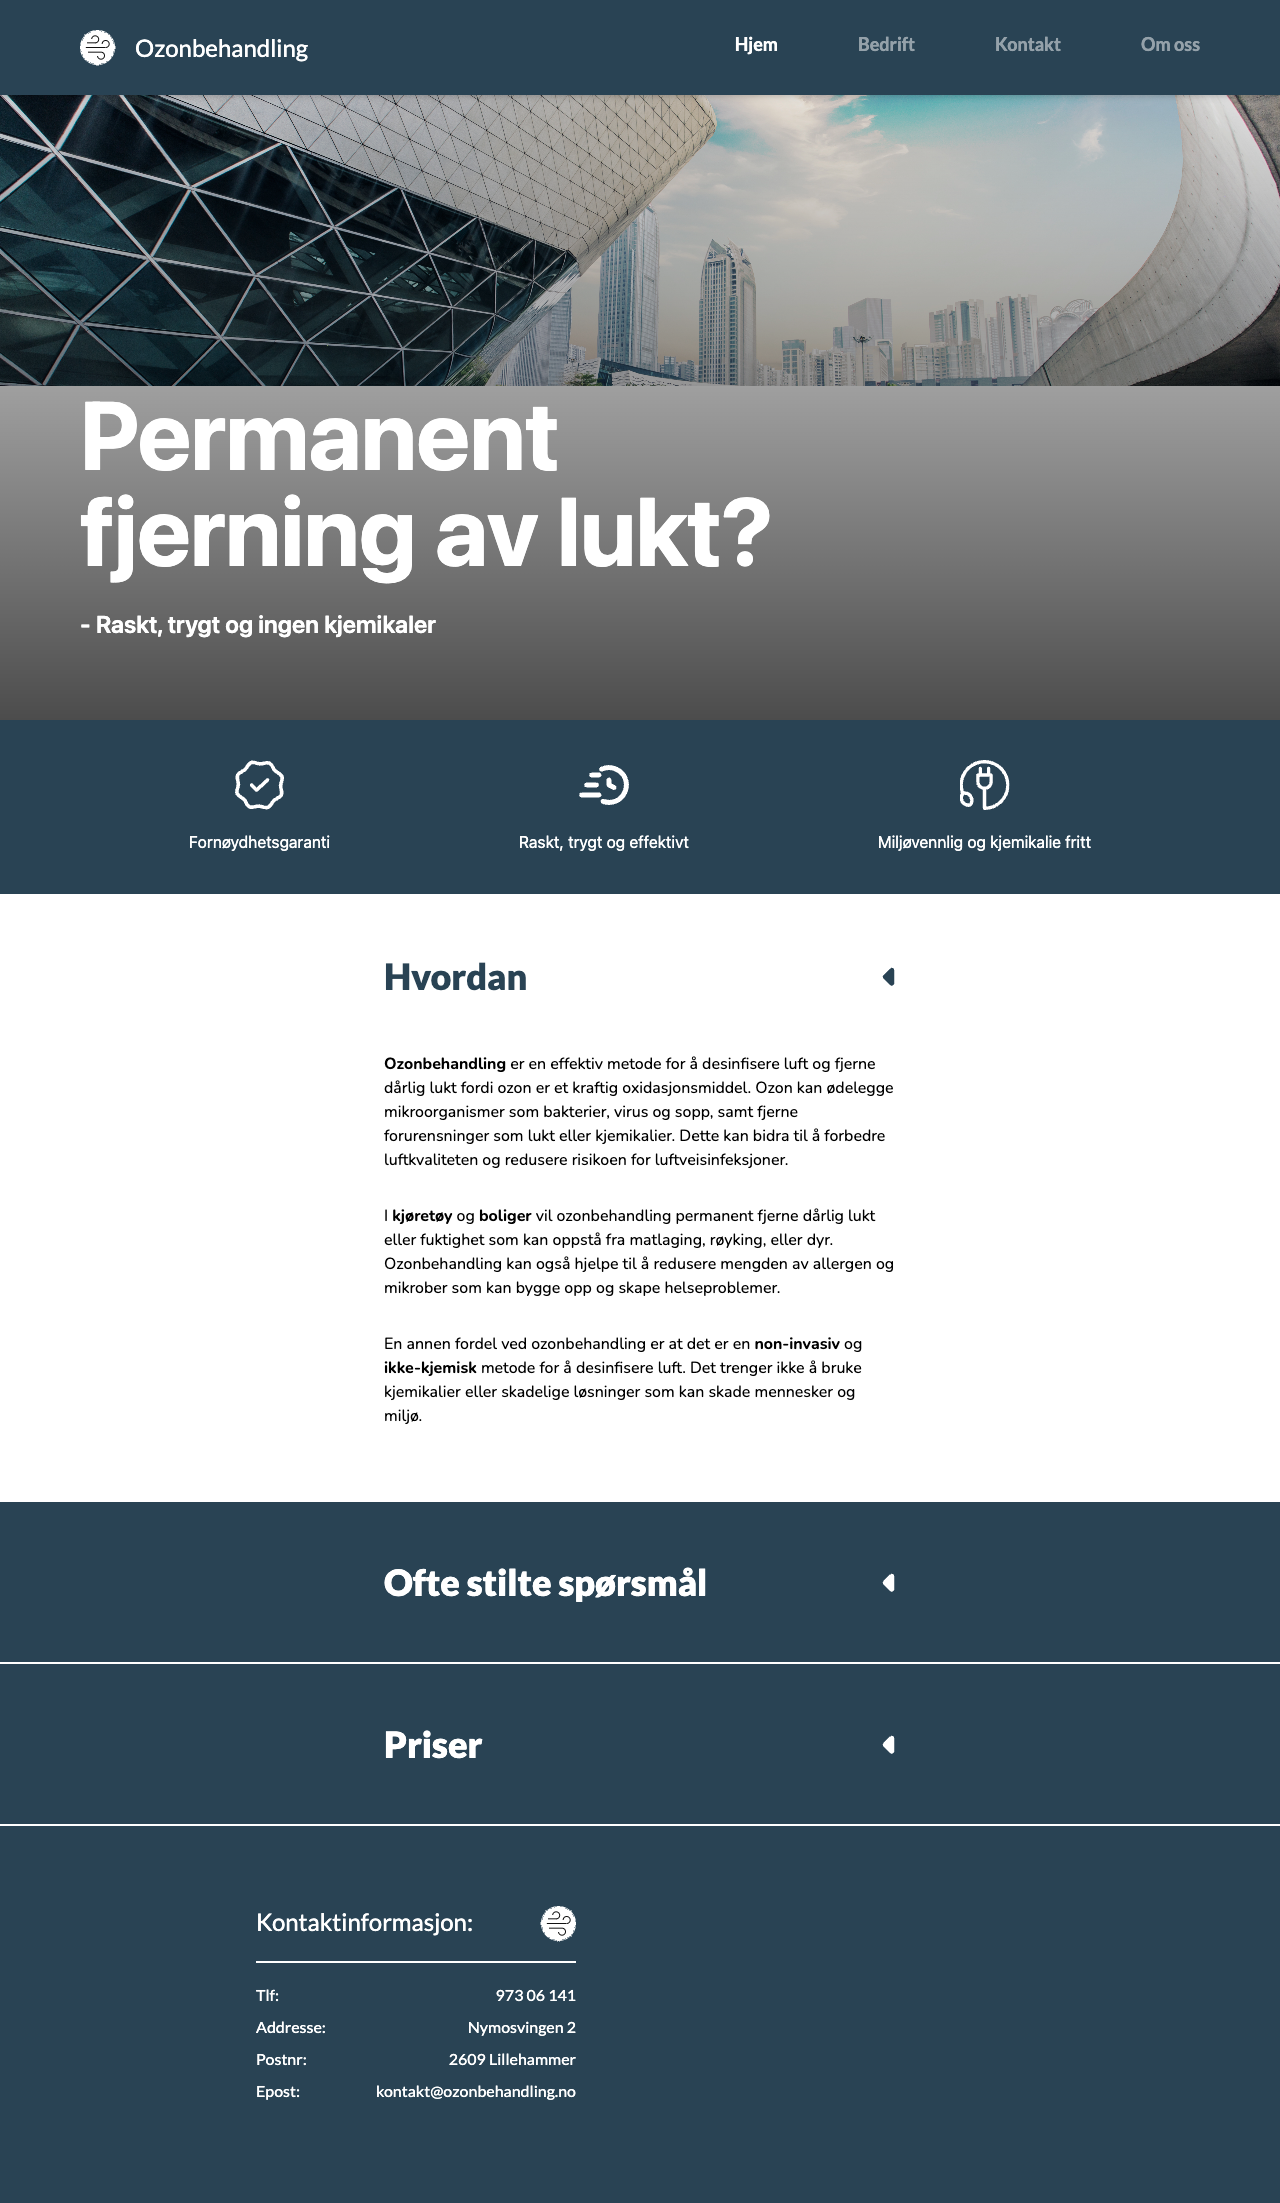 Ozonbehandling
Hjem
Bedrift
Kontakt
Om oss
Permanent
fjerning av lukt?
- Raskt, trygt og ingen kjemikaler
Fornøydhetsgaranti
Raskt, trygt og effektivt
Miljøvennlig og kjemikalie fritt
Hvordan
Ozonbehandling er en effektiv metode for å desinfisere luft og fjerne
dårlig lukt fordi ozon er et kraftig oxidasjonsmiddel. Ozon kan ødelegge
mikroorganismer som bakterier, virus og sopp, samt fjerne
forurensninger som lukt eller kjemikalier. Dette kan bidra til å forbedre
luftkvaliteten og redusere risikoen for luftveisinfeksjoner.
I kjøretøy og boliger vil ozonbehandling permanent fjerne dårlig lukt
eller fuktighet som kan oppstå fra matlaging, røyking, eller dyr.
Ozonbehandling kan også hjelpe til å redusere mengden av allergen og
mikrober som kan bygge opp og skape helseproblemer.
En annen fordel ved ozonbehandling er at det er en non-invasiv og
ikke-kjemisk metode for å desinfisere luft. Det trenger ikke å bruke
kjemikalier eller skadelige løsninger som kan skade mennesker og
miljø.
Ofte stilte spørsmål
Priser
Kontaktinformasjon:
Tlf: 973 06 141
Addresse: Nymosvingen 2
Postnr: 2609 Lillehammer
Epost: kontakt@ozonbehandling.no